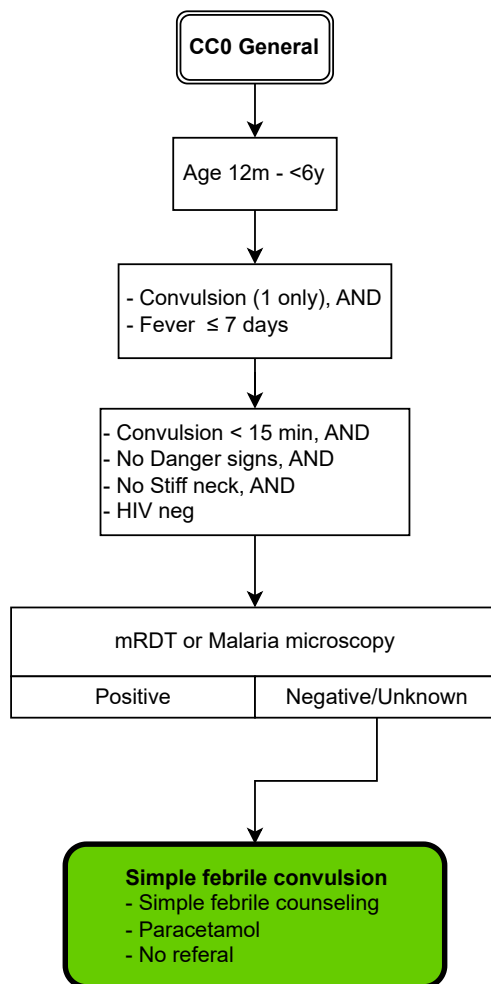 CC0 General
Age 12m - <6y
- Convulsion (1 only), AND
- Fever ≤ 7 days
- Convulsion < 15 min, AND
- No Danger signs, AND
- No Stiff neck, AND
- HIV neg
mRDT or Malaria microscopy
Positive
Negative/Unknown
Simple febrile convulsion
- Simple febrile counseling
- Paracetamol
- No referal